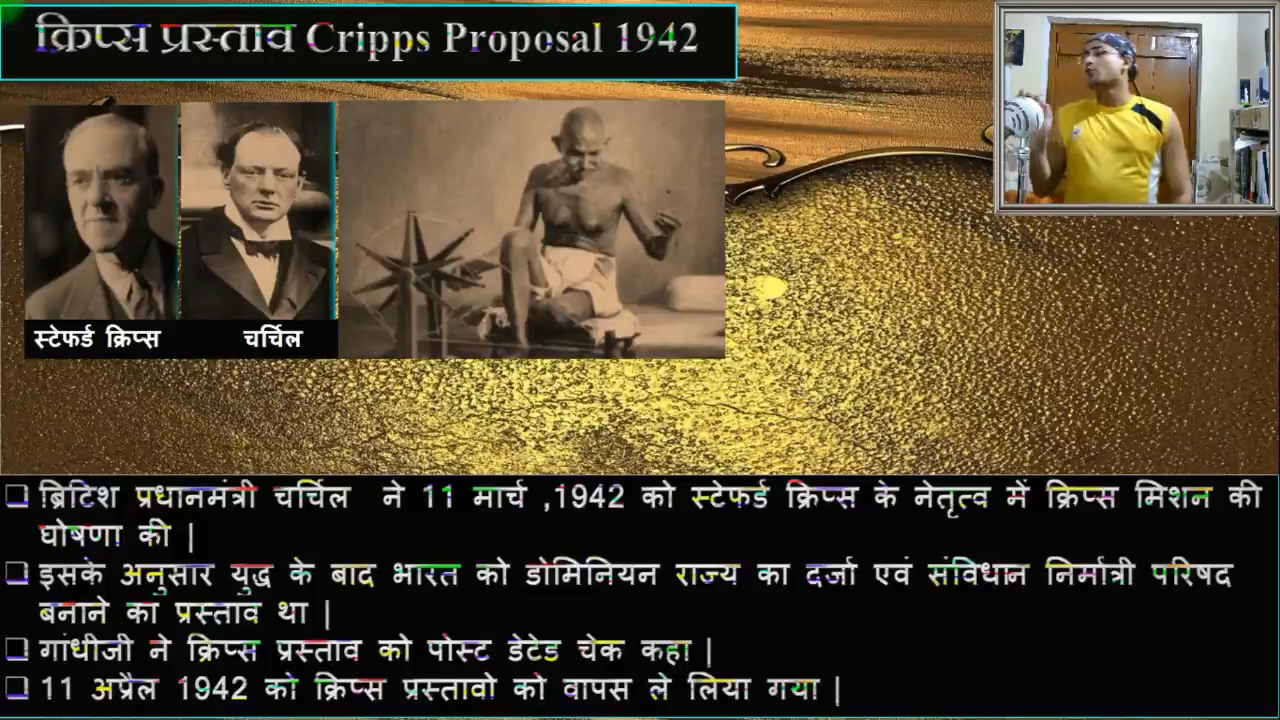 क्रिप्स प्रस्ताव Cripps Proposal 1942
स्टेफर्ड क्रिप्स
चर्चिल
ब्रिटिश प्रधानमंत्री चर्चिल ने 11 मार्च ,1942 को स्टेफर्ड क्रिप्स के नेतृत्व में क्रिप्स मिशन की
घोषणा की |
इसके अनुसार युद्ध के बाद भारत को डोमिनियन राज्य का दर्जा एवं संविधान निर्मात्री परिषद
बनाने का प्रस्ताव था |
गांधीजी ने क्रिप्स प्रस्ताव को पोस्ट डेटेड चेक कहा |
11 अप्रैल 1942 को क्रिप्स प्रस्तावो को वापस ले लिया गया |